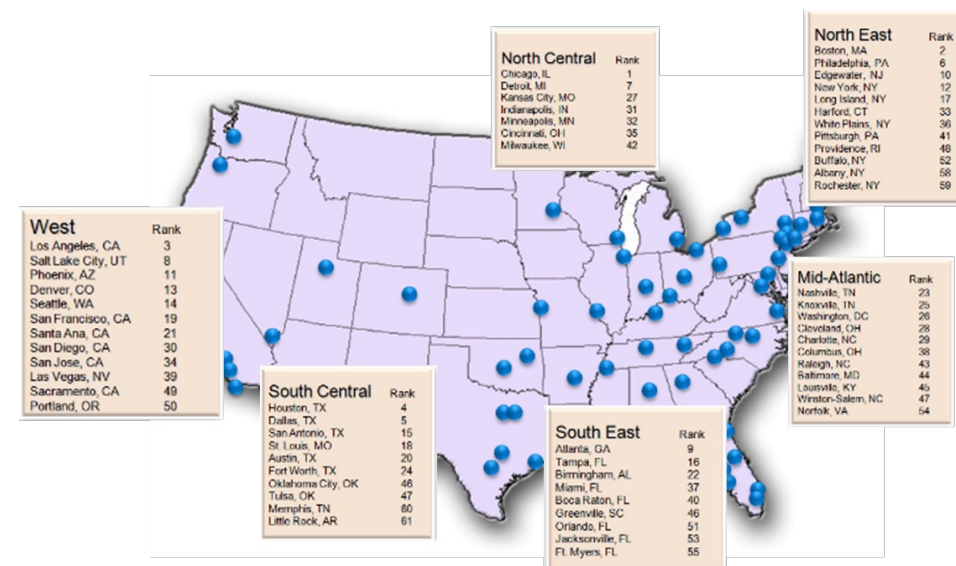 North Central Rank
Chicago, IL 1
Detroit, MI 7
Kansas City, MO 27
Indianapolis, IN 31
Minneapolis, MN 32
Cincinnati, OH 35
Milwaukee, WI 42
North East Rank
Boston, MA 2
Philadelphia, PA 6
Edgewater, NJ 10
New York, NY 12
Long Island, NY 17
Harford, CT 33
White Plains, NY 36
Pittsburgh, PA 41
Providence, RI 48
Buffalo, NY 52
Albany, NY 58
Rochester, NY 59
West Rank
Los Angeles, CA 3
Salt Lake City, UT 8
Phoenix, AZ 11
Denver, CO 13
Seattle, WA 14
San Francisco, CA 19
Santa Ana, CA 21
San Diego, CA 30
San Jose, CA 34
Las Vegas, NV 39
Sacramento, CA 49
Portland, OR 50
Mid-Atlantic Rank
Nashville, TN 23
Knoxville, TN 25
Washington, DC 26
Cleveland, OH 28
Charlotte, NC 29
Columbus, OH 38
Raleigh, NC 43
Baltimore, MD 44
Louisville, KY 45
Winston-Salem, NC 47
Norfolk, VA 54
South Central Rank
Houston, TX 4
Dallas, TX 5
San Antonio, TX 15
St. Louis, MO 18
Austin, TX 20
Fort Worth, TX 24
Oklahoma City, OK 46
Tulsa, OK 47
Memphis, TN 60
Little Rock, AR 61
South East Rank
Atlanta, GA 9
Tampa, FL 16
Birmingham, AL 22
Miami, FL 37
Boca Raton, FL 40
Greenville, SC 46
Orlando, FL 51
Jacksonville, FL 53
Ft. Myers, FL 55